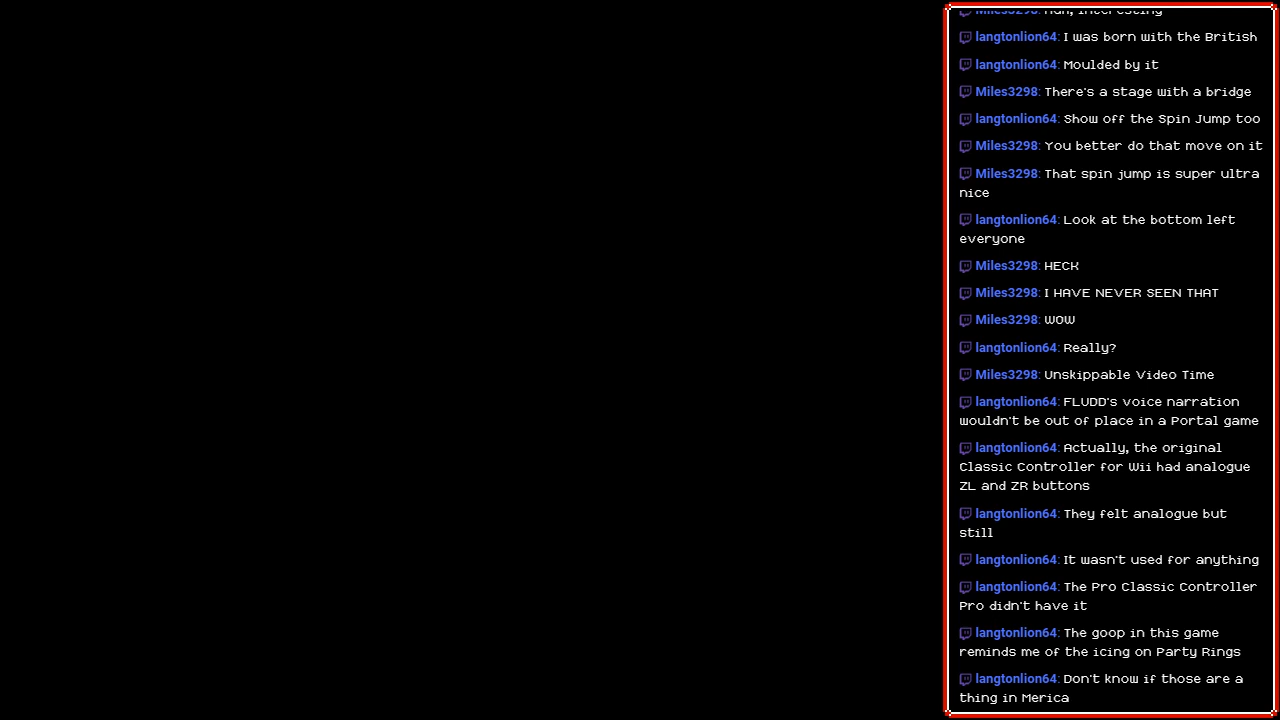 Miles3298: Huh, interesting
langtonlion64: I was born with the British
langtonlion64: Moulded by it
Miles3298: There's a stage with a bridge
langtonlion64: Show off the Spin Jump too
Miles3298: You better do that move on it
Miles3298: That spin jump is super ultra
nice
langtonlion64: Look at the bottom left
everyone
Miles3298: HECK
Miles3298: I HAVE NEVER SEEN THAT
Miles3298: WOW
langtonlion64: Really?
Miles3298: Unskippable Video Time
langtonlion64: FLUDD's voice narration
wouldn't be out of place in a Portal game
langtonlion64: Actually, the original
Classic Controller for Wii had analogue
ZL and ZR buttons
langtonlion64: They felt analogue but
still
langtonlion64: It wasn't used for anything
langtonlion64: The Pro Classic Controller
Pro didn't have it
langtonlion64: The goop in this game
reminds me of the icing on Party Rings
langtonlion64: Don't know if those are a
thing in Merica